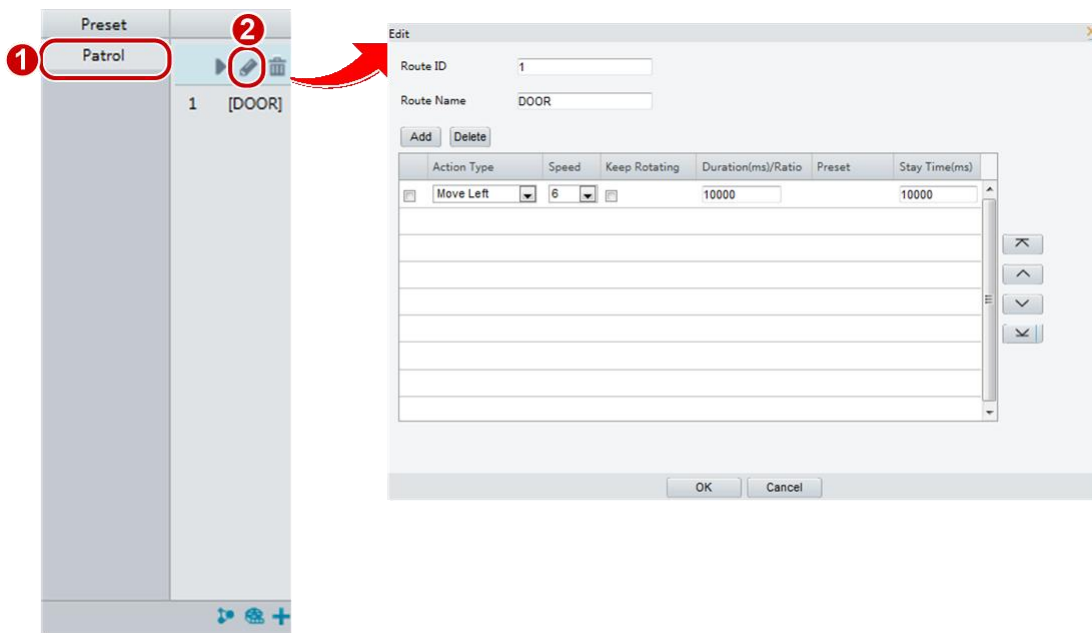 Preset
1
Patrol
2
1 [DOOR]
Edit
Route ID 1
Route Name DOOR
Add Delete
Action Type Speed Keep Rotating Duration(ms)/Ratio Preset Stay Time(ms)
Move Left 6 10000 10000
OK Cancel